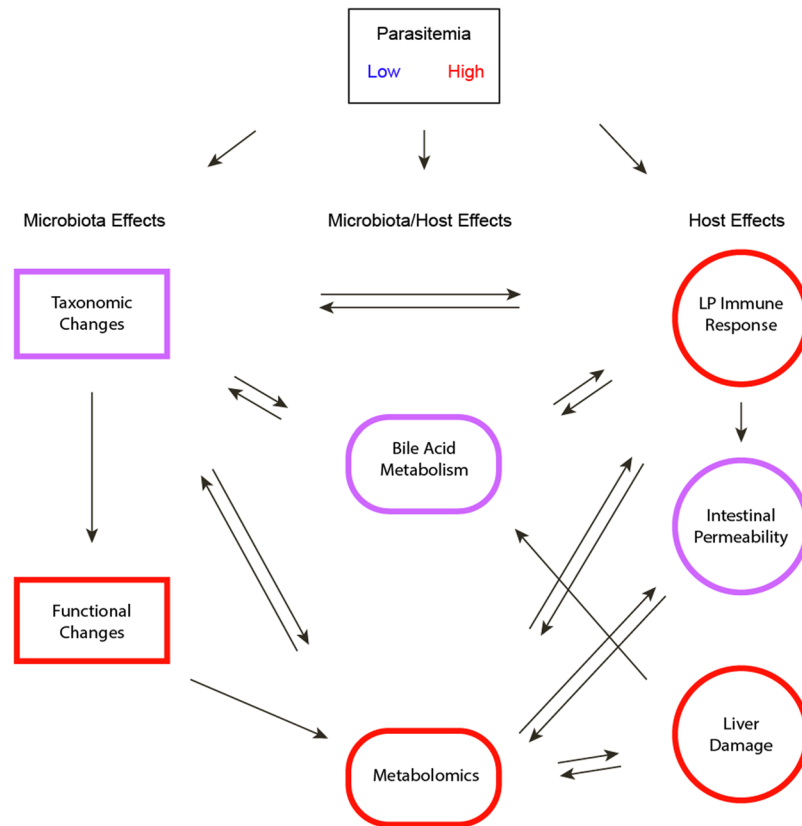 Parasitemia
Low High
Microbiota Effects Microbiota/Host Effects Host Effects
Taxonomic
Changes
LP Immune
Response
Bile Acid
Metabolism
Intestinal
Permeability
Functional
Changes
Liver
Damage
Metabolomics